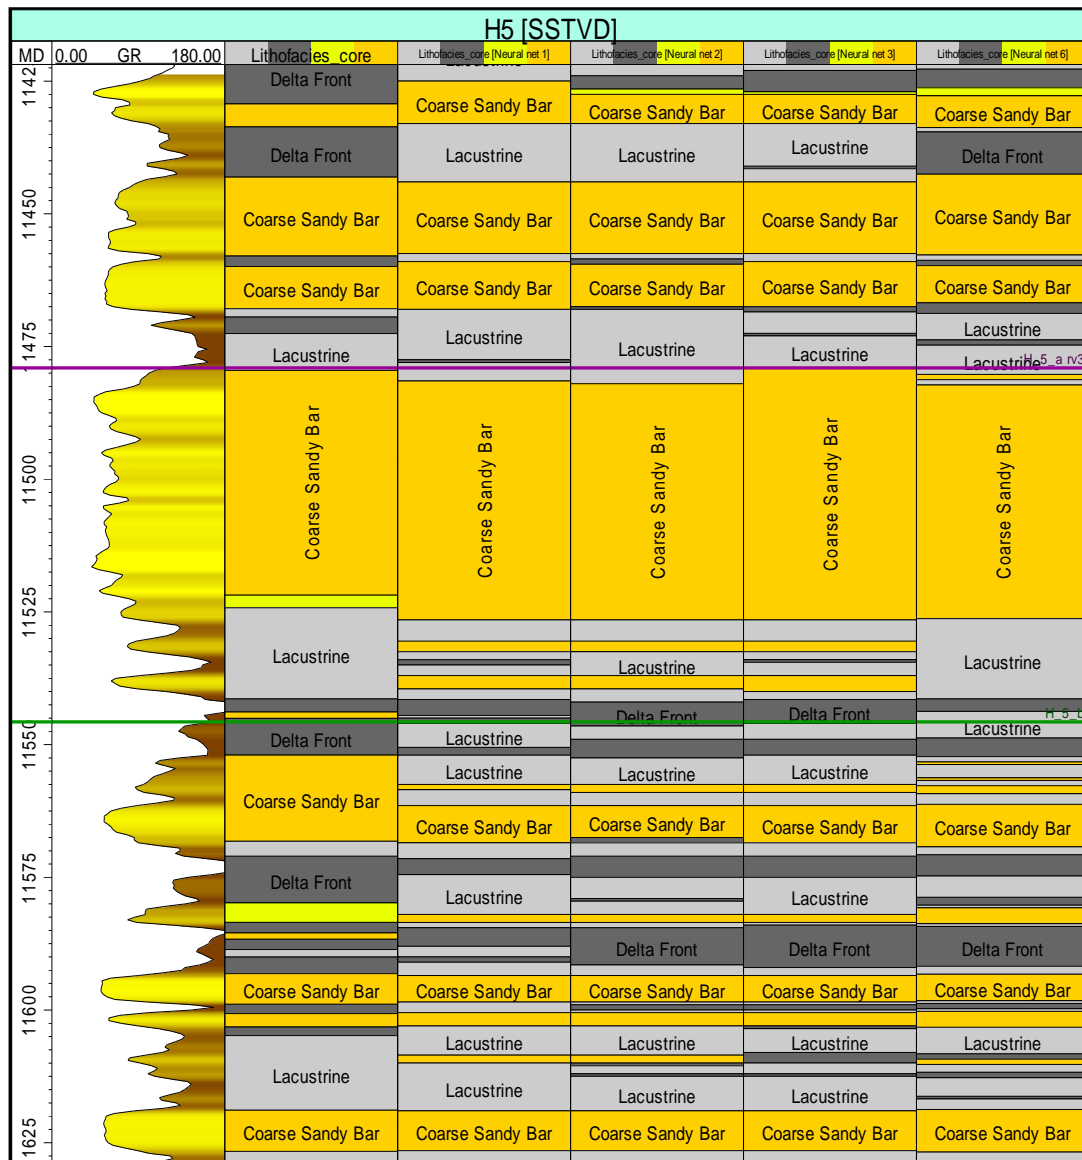 H5 [SSTVD]
MD 0.00 GR 180.00 Lithofacies_core Lithofacies_core [Neural net 1] Lithofacies_core [Neural net 2] Lithofacies_core [Neural net 3] Lithofacies_core [Neural net 6]
Lacustrine
1142
Delta Front
Coarse Sandy Bar Coarse Sandy Bar Coarse Sandy Bar Coarse Sandy Bar
Delta Front Lacustrine Lacustrine Lacustrine Delta Front
11450
Coarse Sandy Bar Coarse Sandy Bar Coarse Sandy Bar Coarse Sandy Bar Coarse Sandy Bar
Coarse Sandy Bar Coarse Sandy Bar Coarse Sandy Bar Coarse Sandy Bar Coarse Sandy Bar
11475
Lacustrine Lacustrine Lacustrine Lacustrine Lacustrine
Lacustrine
H_5_a rv3
11500
Coarse Sandy Bar Coarse Sandy Bar Coarse Sandy Bar Coarse Sandy Bar Coarse Sandy Bar
11525
Lacustrine Lacustrine Lacustrine
Delta Front Delta Front
H_5_b
11550
Delta Front Lacustrine Lacustrine
Lacustrine Lacustrine Lacustrine
Coarse Sandy Bar Coarse Sandy Bar Coarse Sandy Bar Coarse Sandy Bar Coarse Sandy Bar
11575
Delta Front Lacustrine Lacustrine
Delta Front Delta Front Delta Front
Coarse Sandy Bar Coarse Sandy Bar Coarse Sandy Bar Coarse Sandy Bar Coarse Sandy Bar
11600
Lacustrine Lacustrine Lacustrine Lacustrine
Lacustrine Lacustrine Lacustrine Lacustrine
11625
Coarse Sandy Bar Coarse Sandy Bar Coarse Sandy Bar Coarse Sandy Bar Coarse Sandy Bar